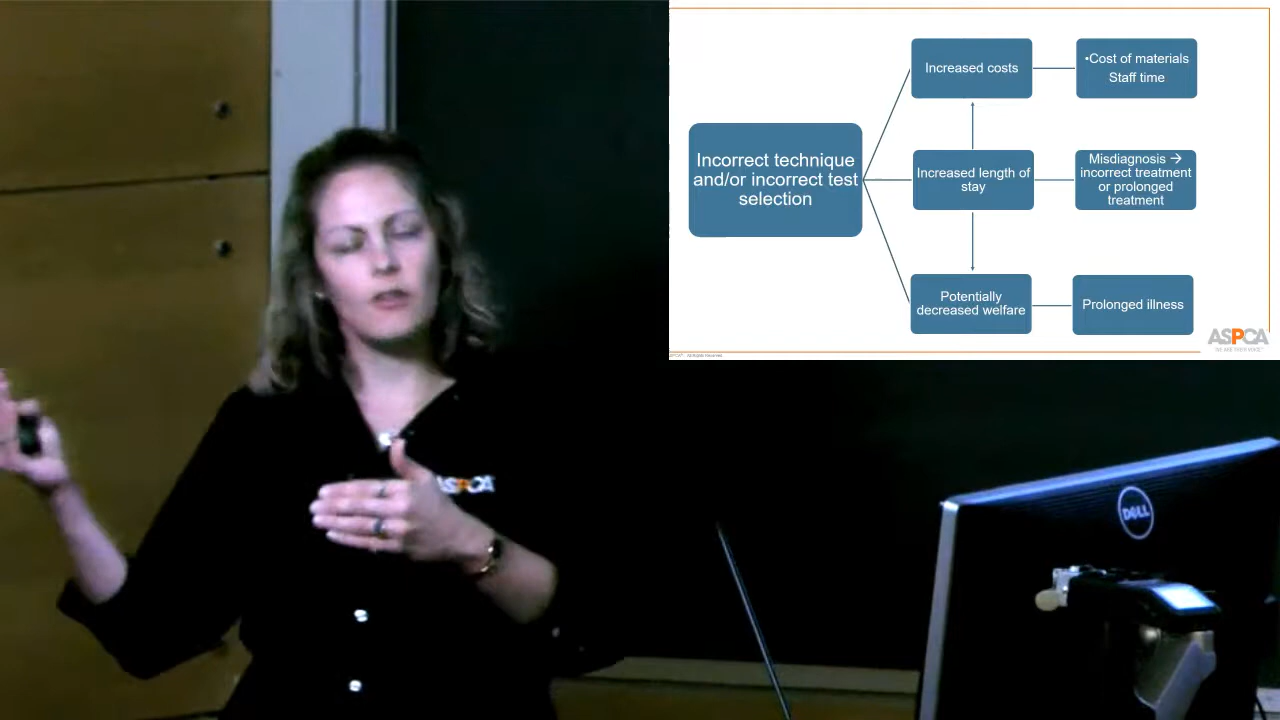 Increased costs
•Cost of materials
Staff time
Incorrect technique
and/or incorrect test
selection
Increased length of
stay
Misdiagnosis →
incorrect treatment
or prolonged
treatment
Potentially
decreased welfare
Prolonged illness
ASPCA
ASPCA
DELL